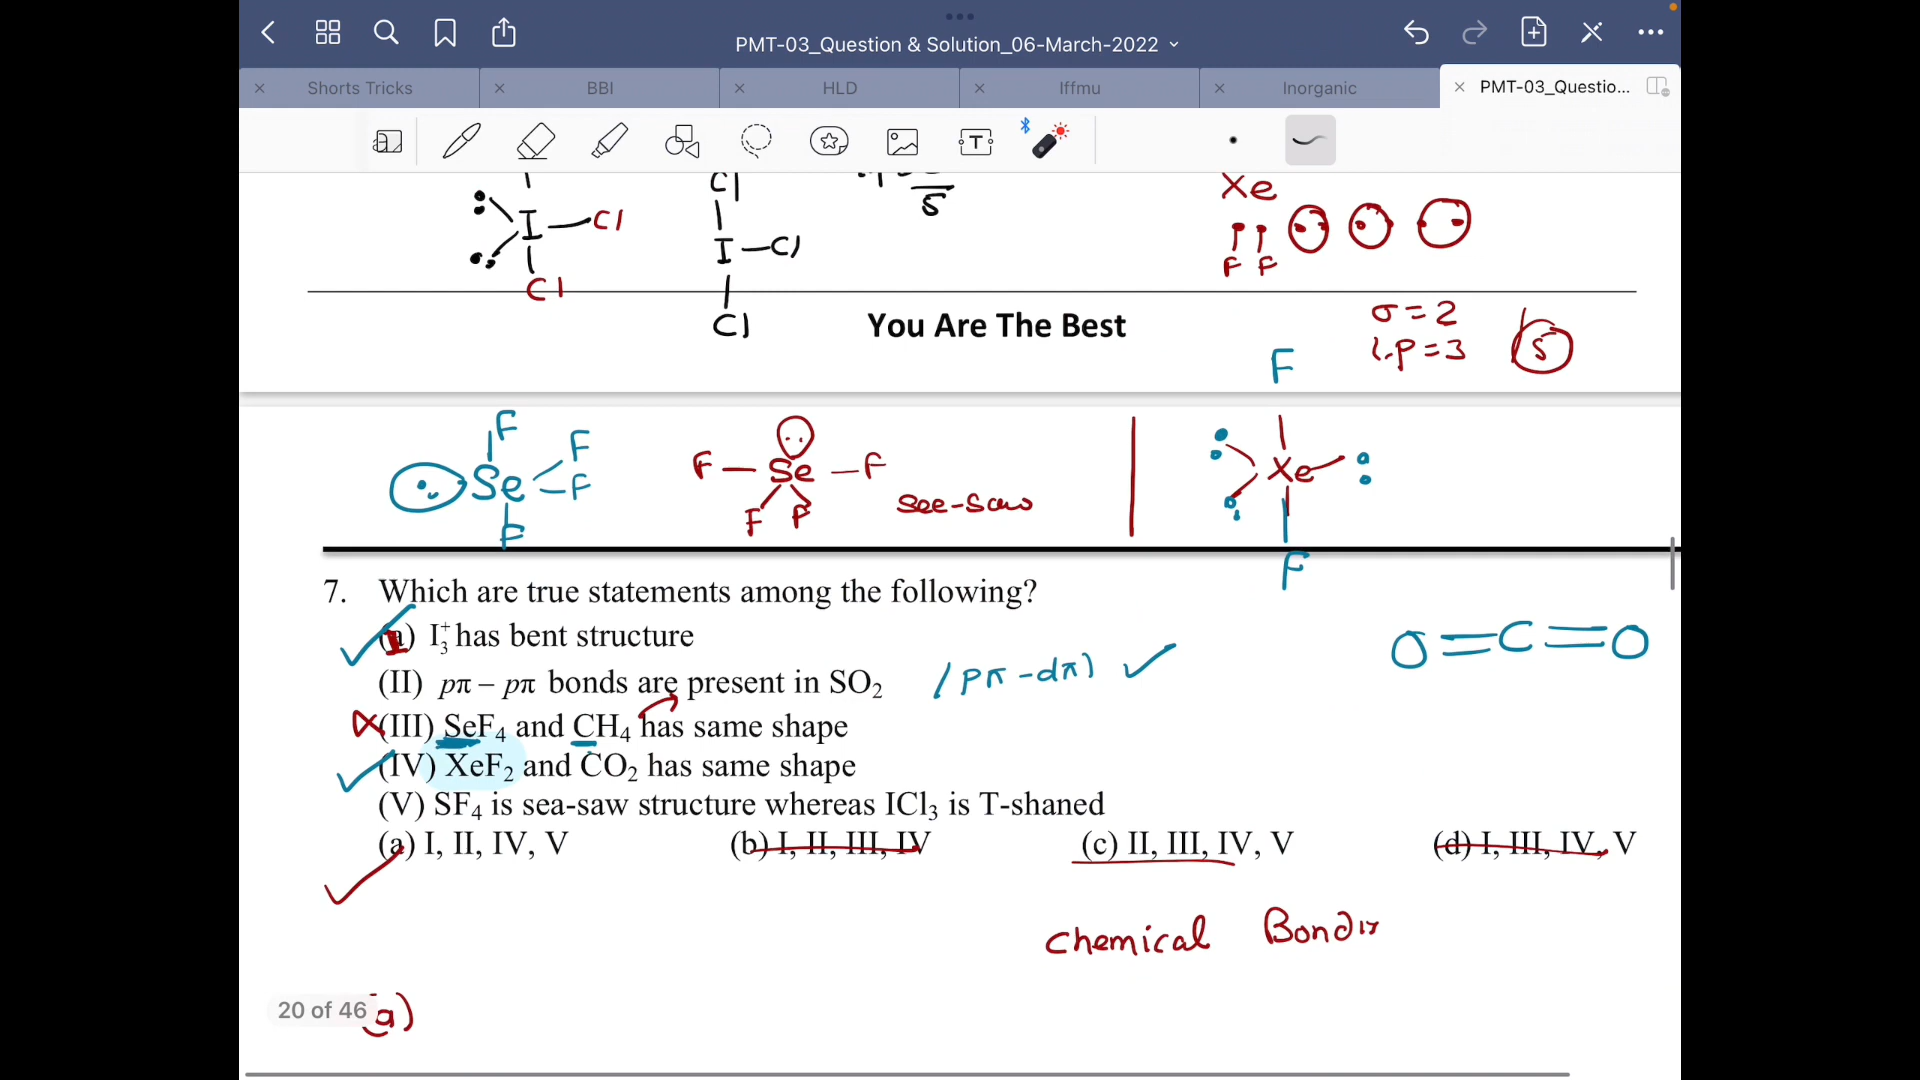 PMT-03_Question & Solution_06-March-2022
Shorts Tricks
BBI
HLD
Iffmu
Inorganic
PMT-03_Questio...
T
Cl
5
Xe
I
Cl
I
Cl
F F
Cl
Cl
You Are The Best
σ = 2
l.p = 3
5
F
F
F
Se
F
F
F
Se
F
F F
see-saw
Xe
F
7. Which are true statements among the following?
I) I₃⁺ has bent structure
O=C=O
(II) pπ – pπ bonds are present in SO₂
(pπ - dπ)
(III) SeF₄ and CH₄ has same shape
(IV) XeF₂ and CO₂ has same shape
(V) SF₄ is sea-saw structure whereas ICl₃ is T-shaned
(a) I, II, IV, V (b) I, II, III, IV (c) II, III, IV, V (d) I, III, IV, V
Chemical
20 of 46
(a)